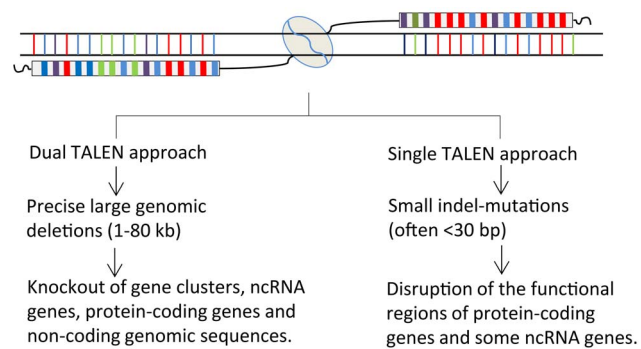 Dual TALEN approach
Precise large genomic
deletions (1-80 kb)
Knockout of gene clusters, ncRNA
genes, protein-coding genes and
non-coding genomic sequences.
Single TALEN approach
Small indel-mutations
(often <30 bp)
Disruption of the functional
regions of protein-coding
genes and some ncRNA genes.